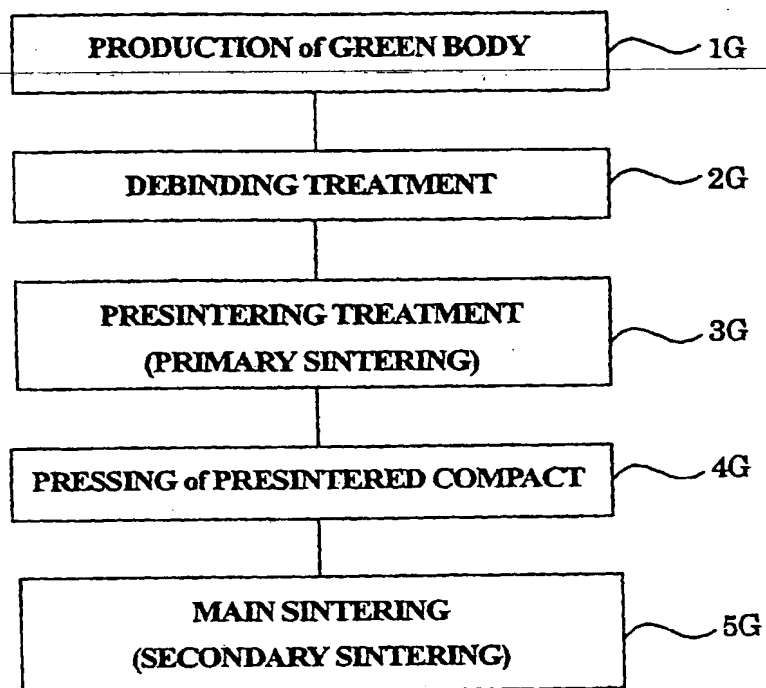 PRODUCTION of GREEN BODY 1G
DEBINDING TREATMENT 2G
PRESINTERING TREATMENT
(PRIMARY SINTERING) 3G
PRESSING of PRESINTERED COMPACT 4G
MAIN SINTERING
(SECONDARY SINTERING) 5G